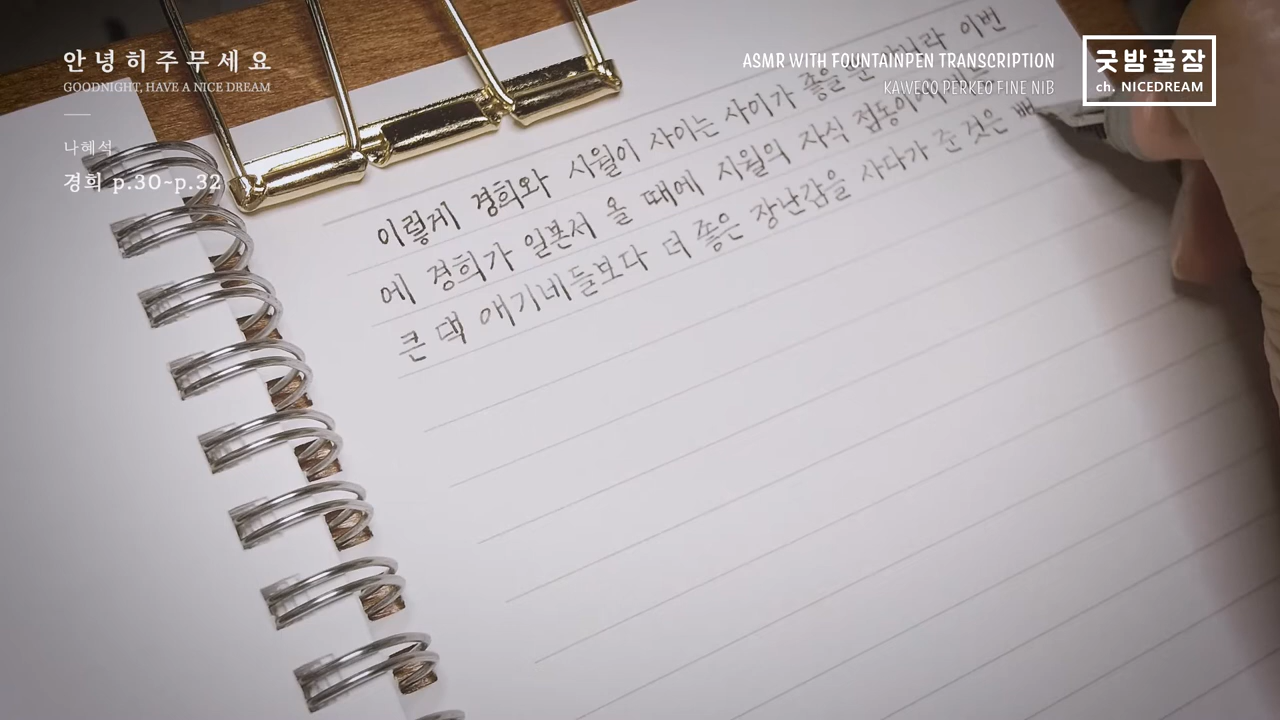 안녕히주무세요
GOODNIGHT, HAVE A NICE DREAM
나혜석
경희 p.30~p.32
ASMR WITH FOUNTAINPEN TRANSCRIPTION
KAWECO PERKEO FINE NIB
굿밤꿀잠
ch. NICEDREAM
이렇게 경희와 시월이 사이는 사이가 좋을 뿐 아니라 이번
에 경희가 일본서 올 때에 시월의 자식 점동이에게는
큰 댁 애기네들보다 더 좋은 장난감을 사다가 준 것은